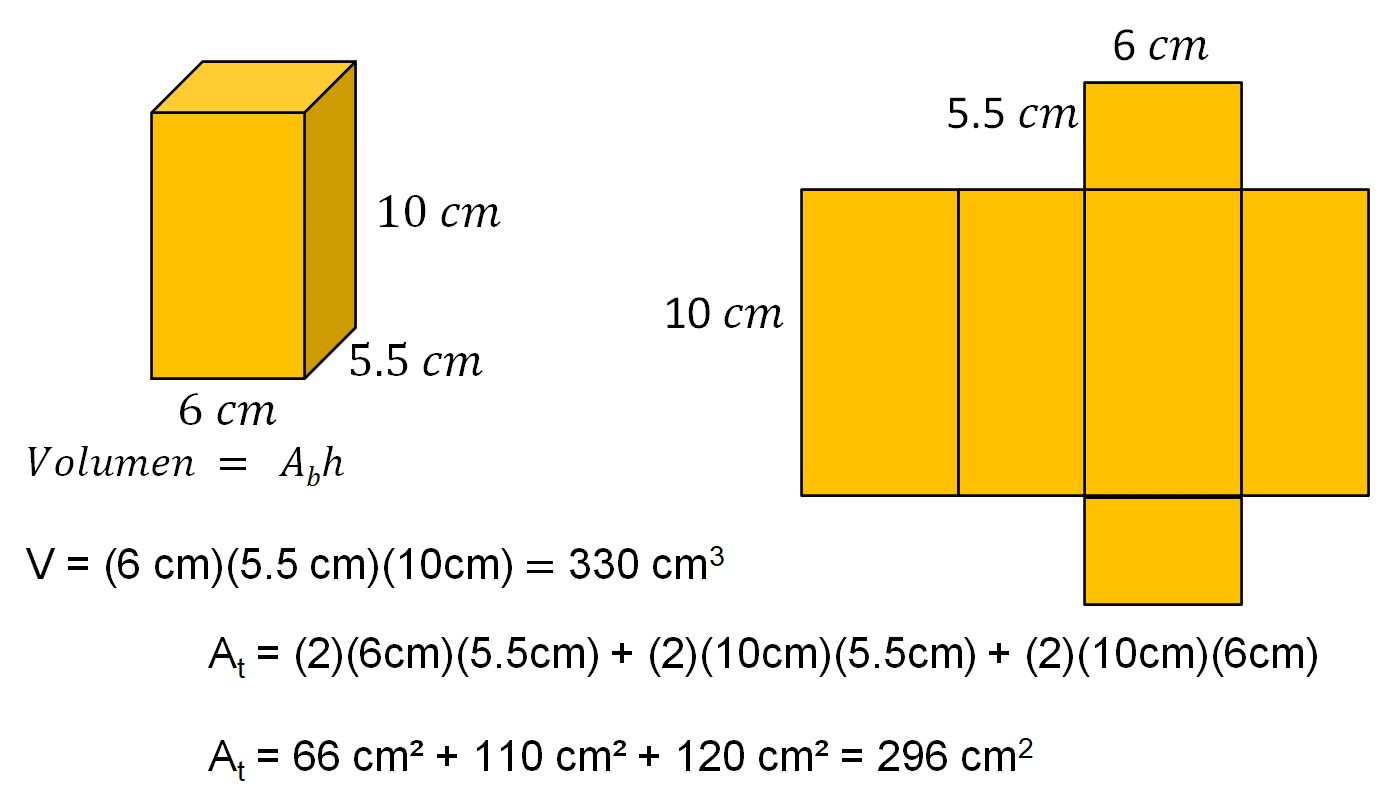 6 cm
5.5 cm
10 cm
10 cm
5.5 cm
6 cm
Volumen = A_b h
V = (6 cm)(5.5 cm)(10cm) = 330 cm³
A_t = (2)(6cm)(5.5cm) + (2)(10cm)(5.5cm) + (2)(10cm)(6cm)
A_t = 66 cm² + 110 cm² + 120 cm² = 296 cm²